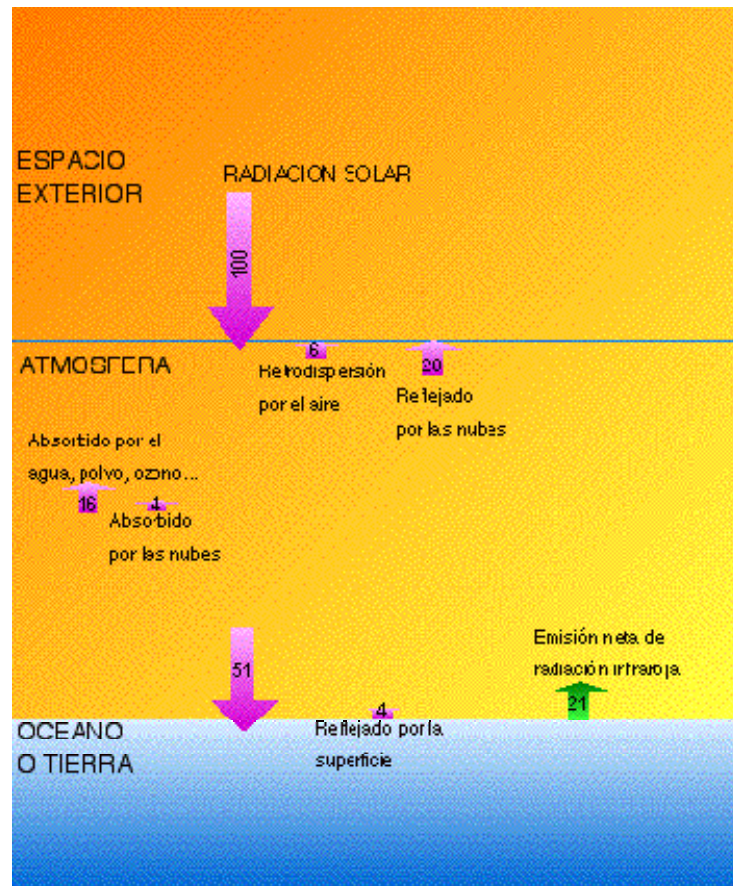 ESPACIO
EXTERIOR
RADIACION SOLAR
100
ATMOSFERA
6
Retrodispersión
por el aire
20
Reflejado
por las nubes
Absorbido por el
agua, polvo, ozono...
16
4
Absorbido
por las nubes
51
Emisión neta de
radiación infraroja
21
4
Reflejado por la
superficie
OCEANO
O TIERRA